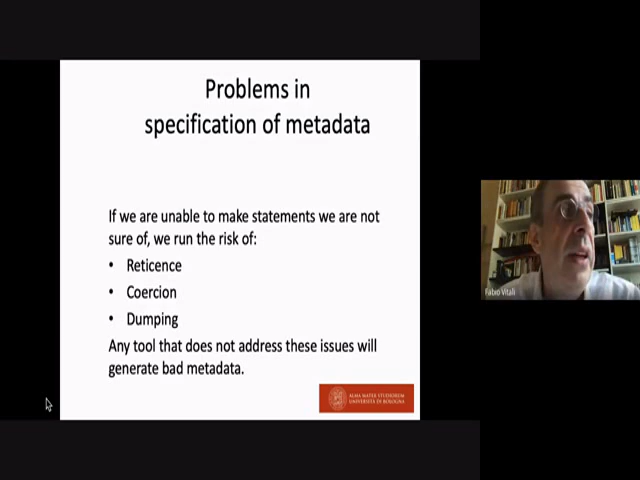 Problems in
specification of metadata
If we are unable to make statements we are not
sure of, we run the risk of:
• Reticence
• Coercion
• Dumping
Any tool that does not address these issues will
generate bad metadata.
ALMA MATER STUDIORUM
UNIVERSITÀ DI BOLOGNA
Fabio Vitali